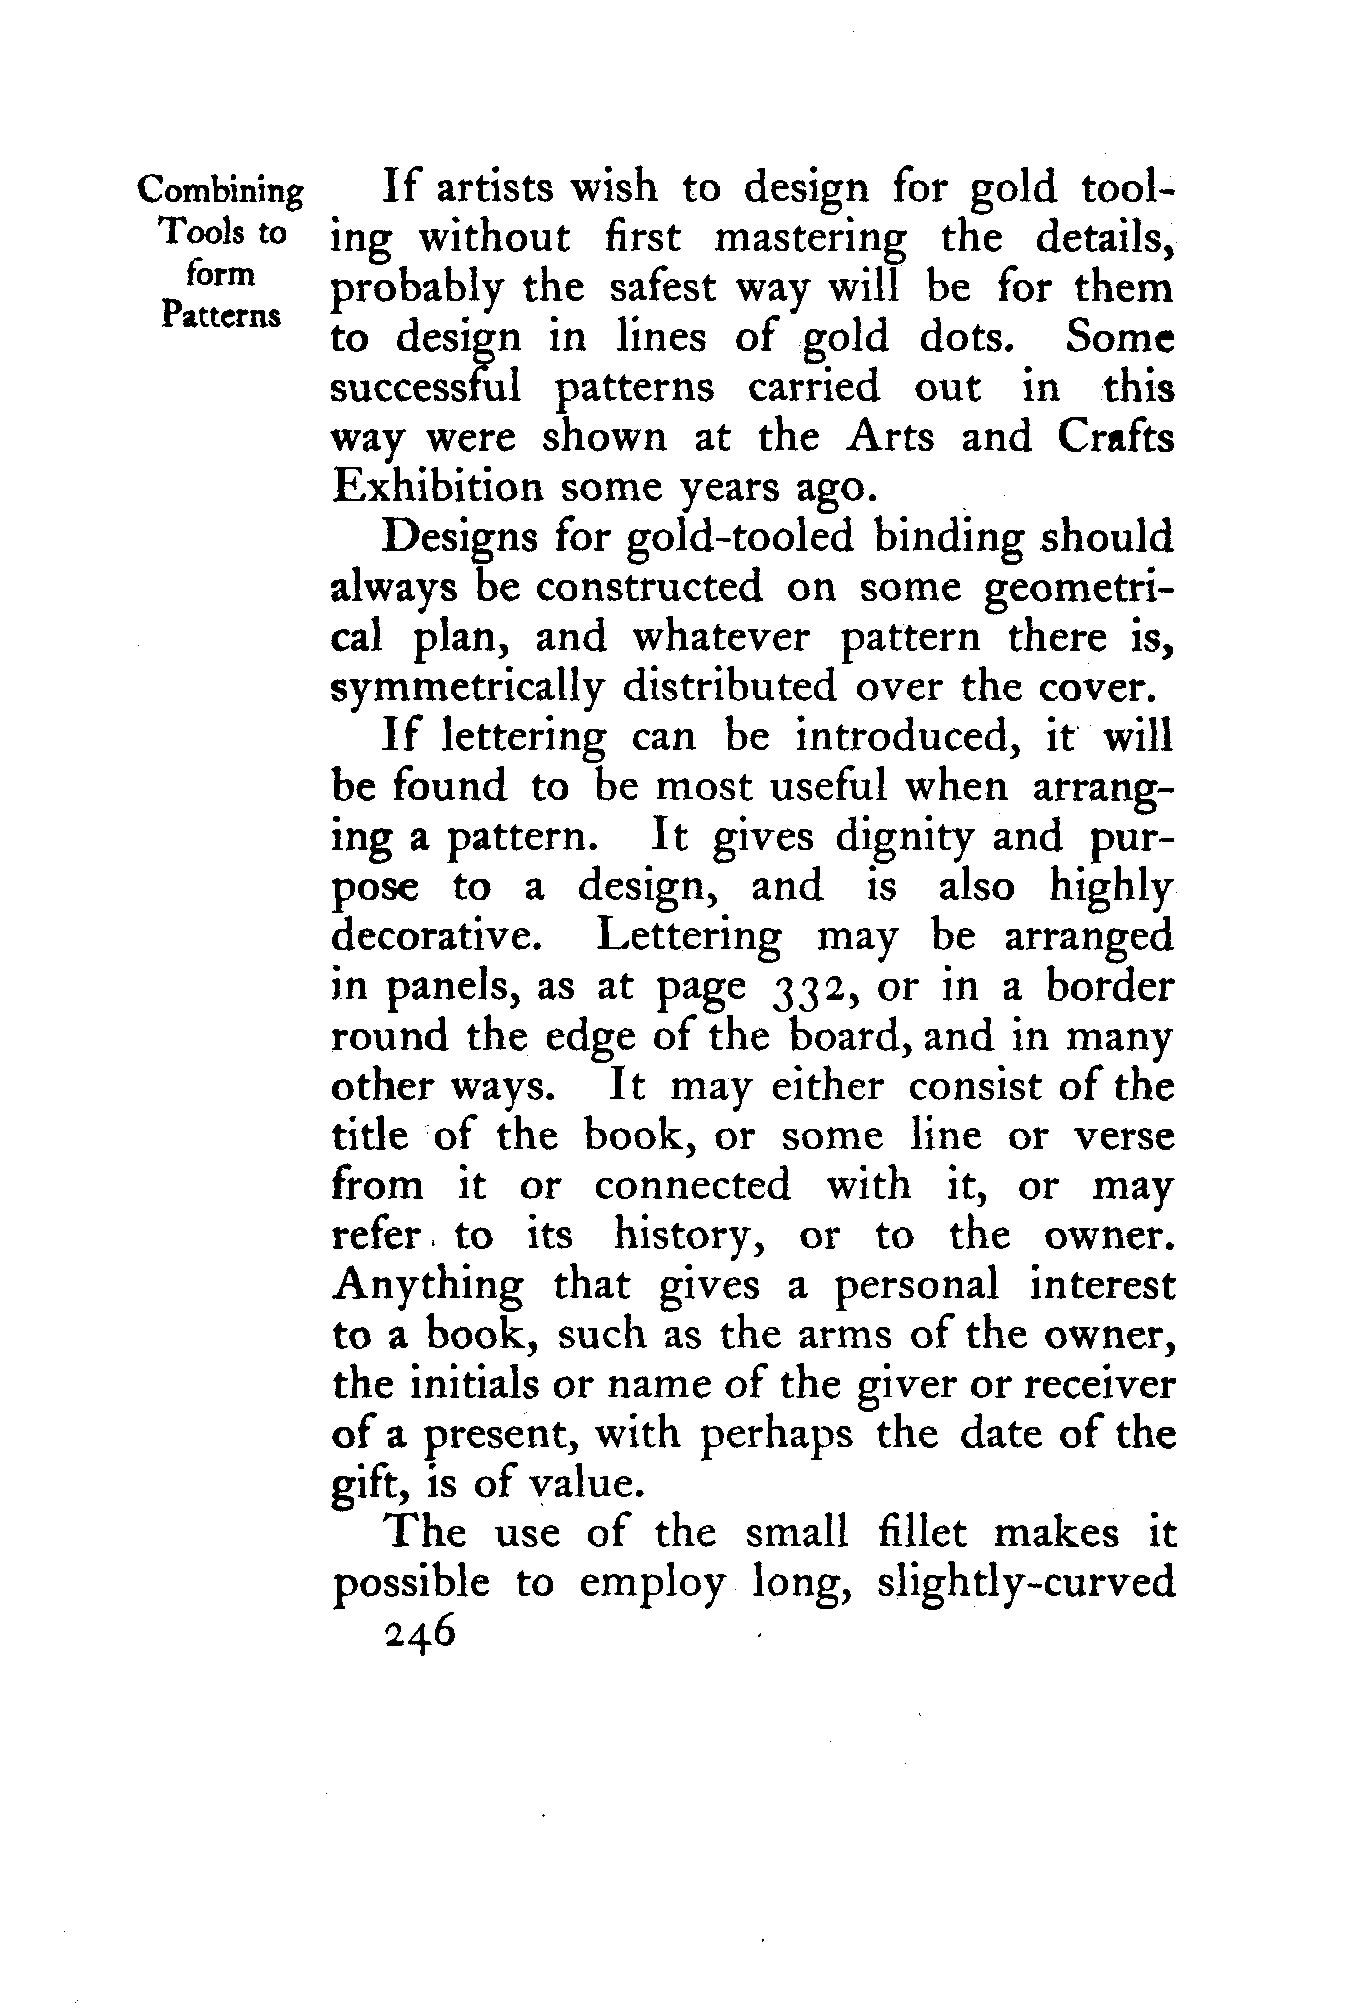 Combining
Tools to
form
Patterns
If artists wish to design for gold tool-
ing without first mastering the details,
probably the safest way will be for them
to design in lines of gold dots. Some
successful patterns carried out in this
way were shown at the Arts and Crafts
Exhibition some years ago.
Designs for gold-tooled binding should
always be constructed on some geometri-
cal plan, and whatever pattern there is,
symmetrically distributed over the cover.
If lettering can be introduced, it will
be found to be most useful when arrang-
ing a pattern. It gives dignity and pur-
pose to a design, and is also highly
decorative. Lettering may be arranged
in panels, as at page 332, or in a border
round the edge of the board, and in many
other ways. It may either consist of the
title of the book, or some line or verse
from it or connected with it, or may
refer to its history, or to the owner.
Anything that gives a personal interest
to a book, such as the arms of the owner,
the initials or name of the giver or receiver
of a present, with perhaps the date of the
gift, is of value.
The use of the small fillet makes it
possible to employ long, slightly-curved
246